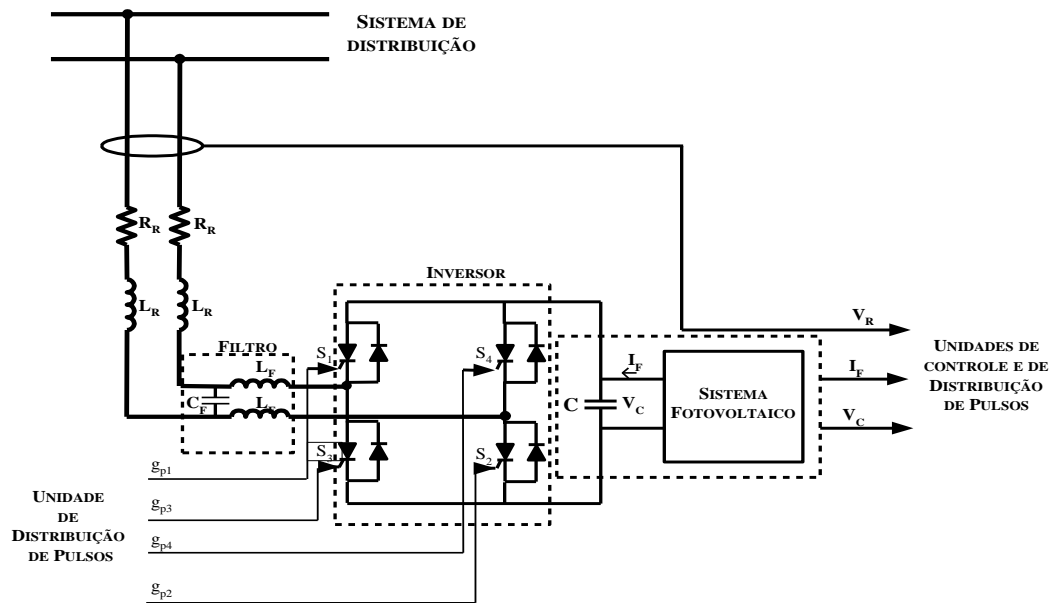 SISTEMA DE
DISTRIBUIÇÃO
R_R
R_R
INVERSOR
L_R
L_R
FILTRO
V_R
L_F
S_1
S_4
UNIDADES DE
CONTROLE E DE
DISTRIBUIÇÃO
DE PULSOS
I_F
SISTEMA
FOTOVOLTAICO
I_F
C_F
L_F
C
V_C
V_C
S_3
S_2
g_p1
UNIDADE
DE
DISTRIBUIÇÃO
DE PULSOS
g_p3
g_p4
g_p2